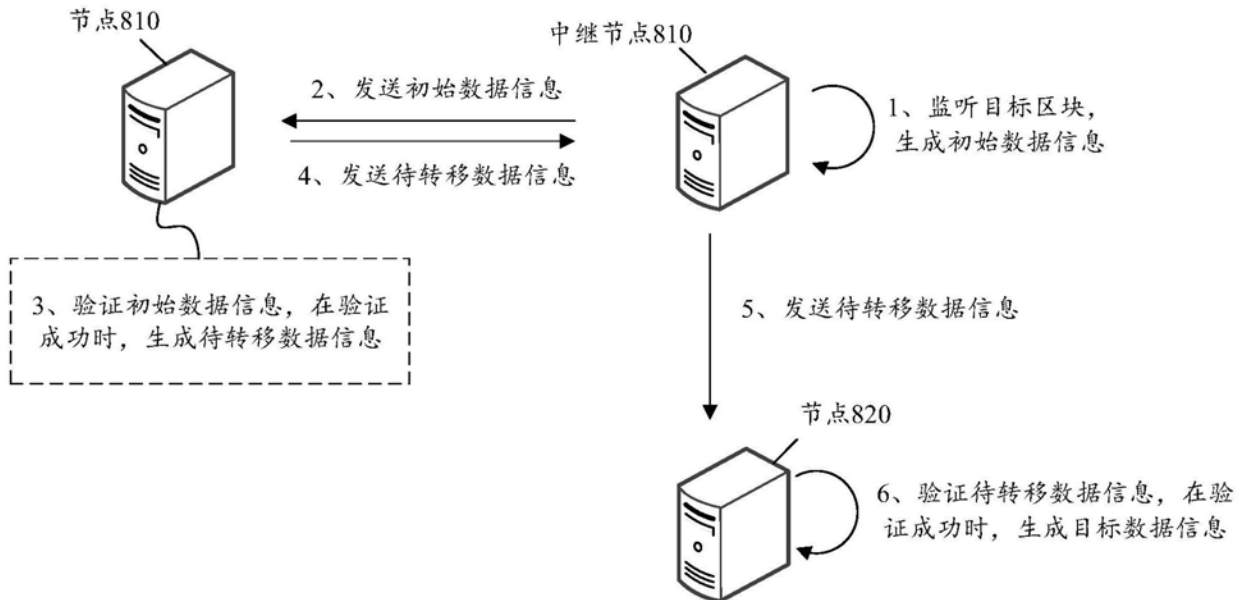 节点810
中继节点810
2、发送初始数据信息
1、监听目标区块，
生成初始数据信息
4、发送待转移数据信息
3、验证初始数据信息，在验证
成功时，生成待转移数据信息
5、发送待转移数据信息
节点820
6、验证待转移数据信息，在验
证成功时，生成目标数据信息